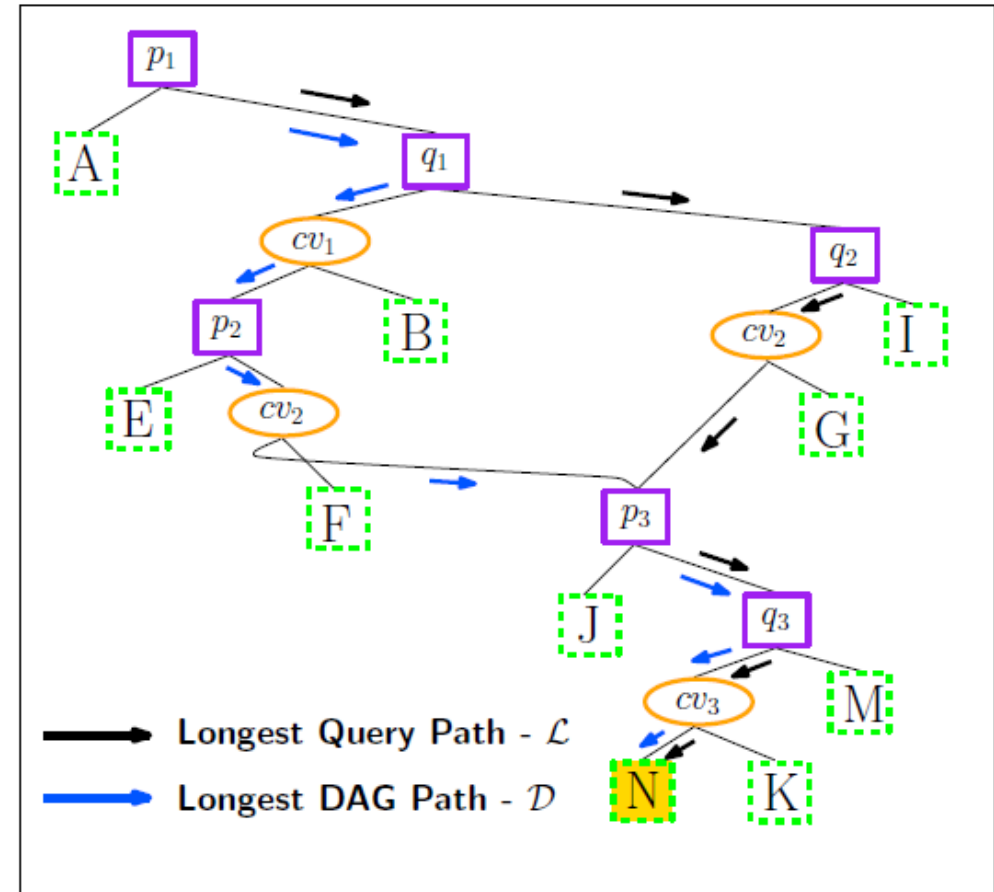 p₁
A
q₁
cv₁
q₂
p₂
B
cv₂
I
E
cv₂
G
F
p₃
J
q₃
cv₃
M
Longest Query Path - ℒ
N
K
Longest DAG Path - 𝒟